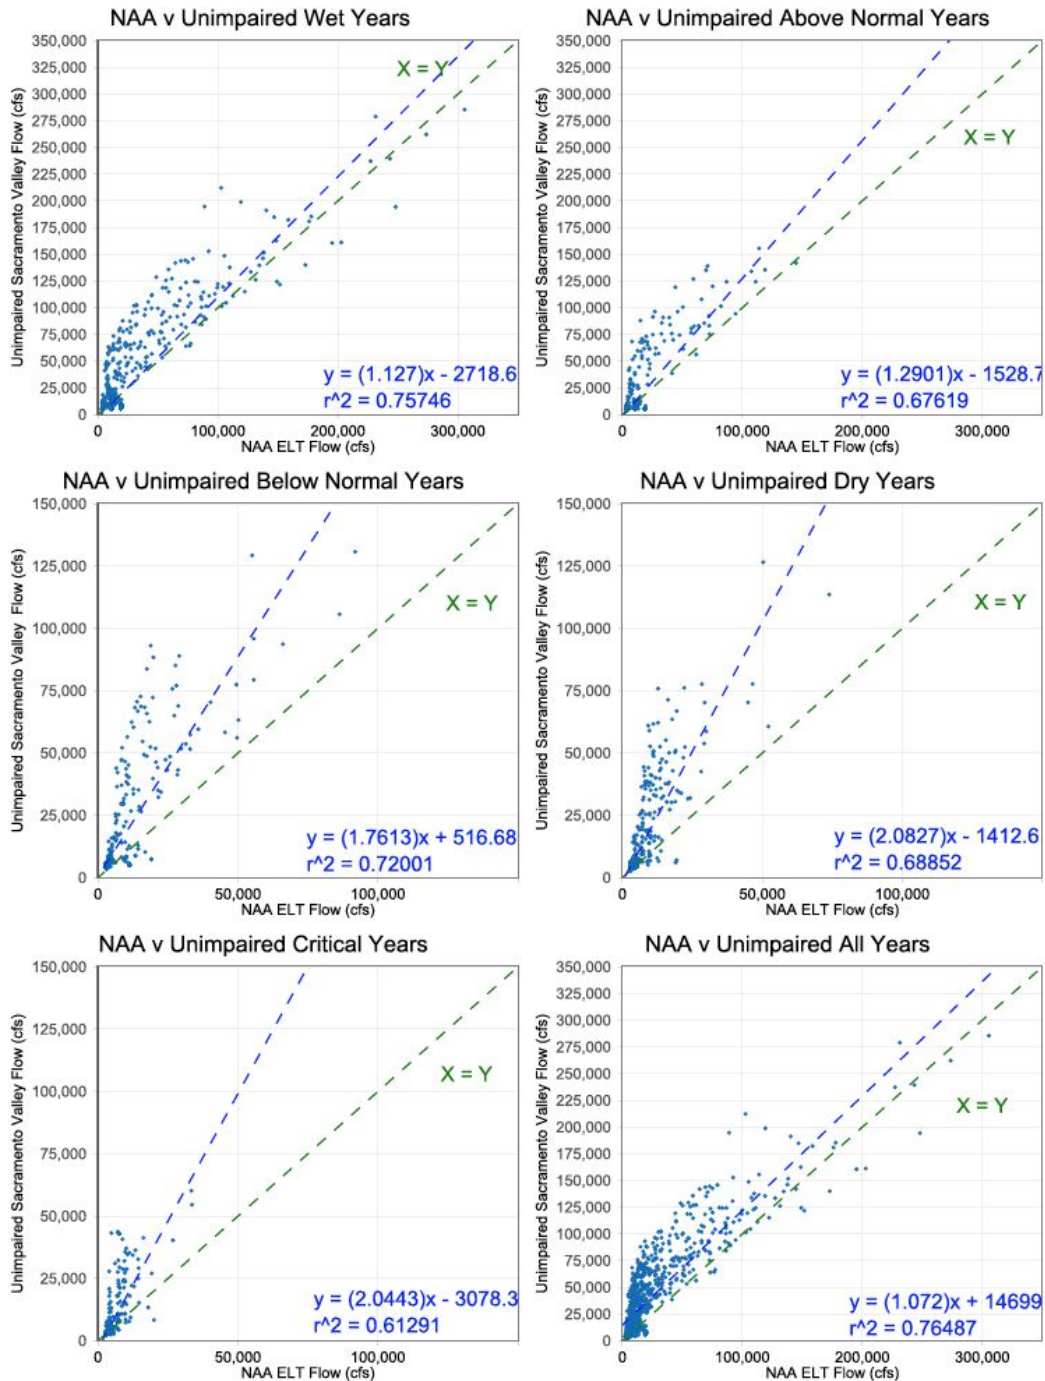 NAA v Unimpaired Wet Years
Unimpaired Sacramento Valley Flow (cfs)
350,000
325,000
300,000
275,000
250,000
225,000
200,000
175,000
150,000
125,000
100,000
75,000
50,000
25,000
0
X = Y
y = (1.127)x - 2718.6
r^2 = 0.75746
0 100,000 200,000 300,000
NAA ELT Flow (cfs)
NAA v Unimpaired Above Normal Years
Unimpaired Sacramento Valley Flow (cfs)
350,000
325,000
300,000
275,000
250,000
225,000
200,000
175,000
150,000
125,000
100,000
75,000
50,000
25,000
0
X = Y
y = (1.2901)x - 1528.7
r^2 = 0.67619
0 100,000 200,000 300,000
NAA ELT Flow (cfs)
NAA v Unimpaired Below Normal Years
Unimpaired Sacramento Valley Flow (cfs)
150,000
125,000
100,000
75,000
50,000
25,000
0
X = Y
y = (1.7613)x + 516.68
r^2 = 0.72001
0 50,000 100,000
NAA ELT Flow (cfs)
NAA v Unimpaired Dry Years
Unimpaired Sacramento Valley Flow (cfs)
150,000
125,000
100,000
75,000
50,000
25,000
0
X = Y
y = (2.0827)x - 1412.6
r^2 = 0.68852
0 50,000 100,000
NAA ELT Flow (cfs)
NAA v Unimpaired Critical Years
Unimpaired Sacramento Valley Flow (cfs)
150,000
125,000
100,000
75,000
50,000
25,000
0
X = Y
y = (2.0443)x - 3078.3
r^2 = 0.61291
0 50,000 100,000
NAA ELT Flow (cfs)
NAA v Unimpaired All Years
Unimpaired Sacramento Valley Flow (cfs)
350,000
325,000
300,000
275,000
250,000
225,000
200,000
175,000
150,000
125,000
100,000
75,000
50,000
25,000
0
X = Y
y = (1.072)x + 14699
r^2 = 0.76487
0 100,000 200,000 300,000
NAA ELT Flow (cfs)